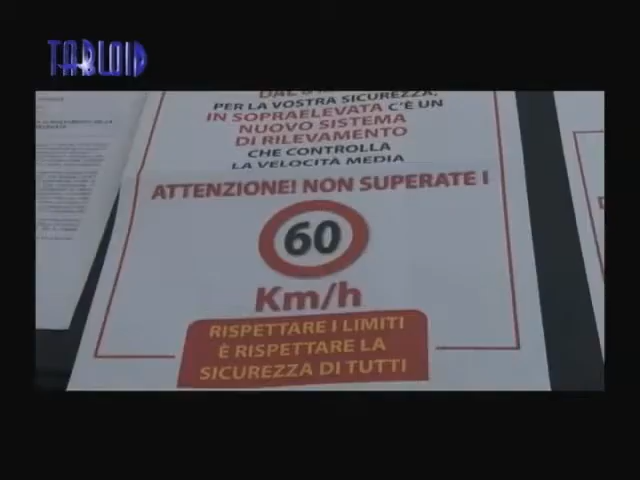 TABLOID
PER LA VOSTRA SICUREZZA,
IN SOPRAELEVATA C'È UN
NUOVO SISTEMA
DI RILEVAMENTO
CHE CONTROLLA
LA VELOCITÀ MEDIA
ATTENZIONE! NON SUPERATE I
60
Km/h
RISPETTARE I LIMITI
È RISPETTARE LA
SICUREZZA DI TUTTI